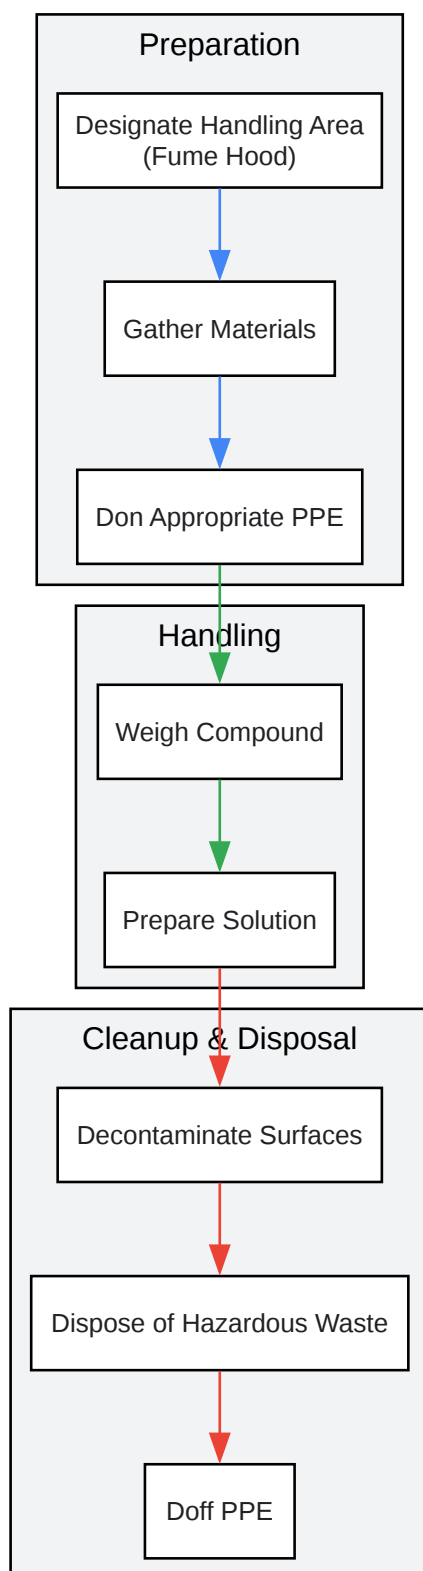 Preparation
Designate Handling Area
(Fume Hood)
Gather Materials
Don Appropriate PPE
Handling
Weigh Compound
Prepare Solution
Cleanup & Disposal
Decontaminate Surfaces
Dispose of Hazardous Waste
Doff PPE